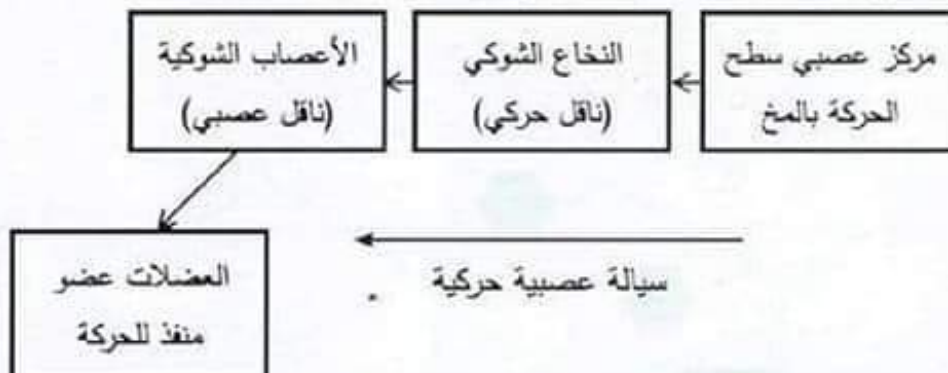 مركز عصبي سطح
الحركة بالمخ
النخاع الشوكي
(ناقل حركي)
الأعصاب الشوكية
(ناقل عصبي)
العضلات عضو
منفذ للحركة
سيالة عصبية حركية